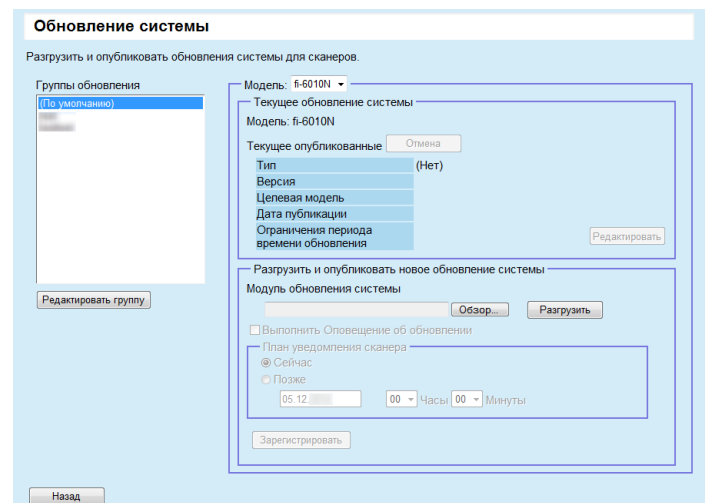 Обновление системы
Разгрузить и опубликовать обновления системы для сканеров.
Группы обновления
(По умолчанию)
Редактировать группу
Модель: fi-6010N
Текущее обновление системы
Модель: fi-6010N
Текущее опубликованные Отмена
Тип (Нет)
Версия
Целевая модель
Дата публикации
Ограничения периода
времени обновления
Редактировать
Разгрузить и опубликовать новое обновление системы
Модуль обновления системы
Обзор... Разгрузить
Выполнить Оповещение об обновлении
План уведомления сканера
Сейчас
Позже
05.12. 00 Часы 00 Минуты
Зарегистрировать
Назад